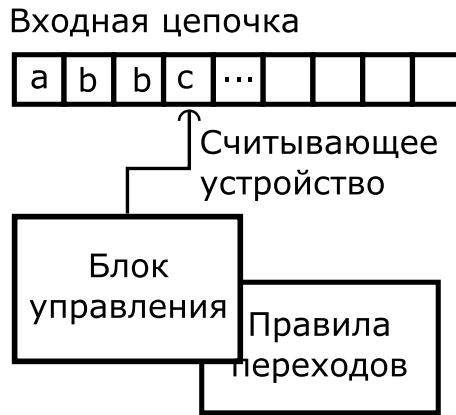 Входная цепочка
a b b c ...
Считывающее
устройство
Блок
управления
Правила
переходов